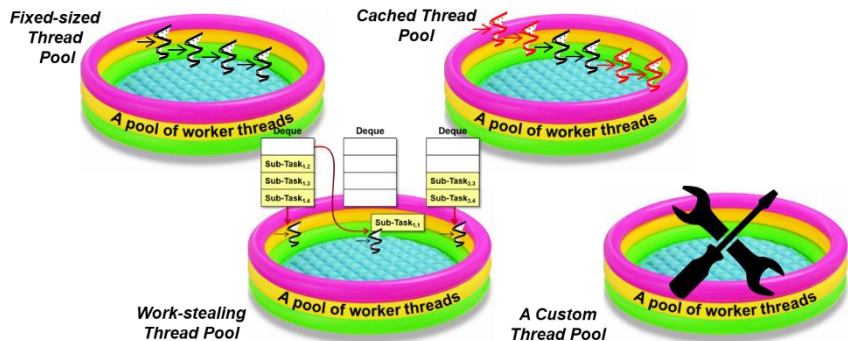 Fixed-sized
Thread
Pool
A pool of worker threads
Cached Thread
Pool
A pool of worker threads
Deque
Sub-Task1.2
Sub-Task1.3
Sub-Task1.4
Deque
Deque
Sub-Task3.3
Sub-Task3.4
Sub-Task1.1
A pool of worker threads
Work-stealing
Thread Pool
A pool of worker threads
A Custom
Thread Pool